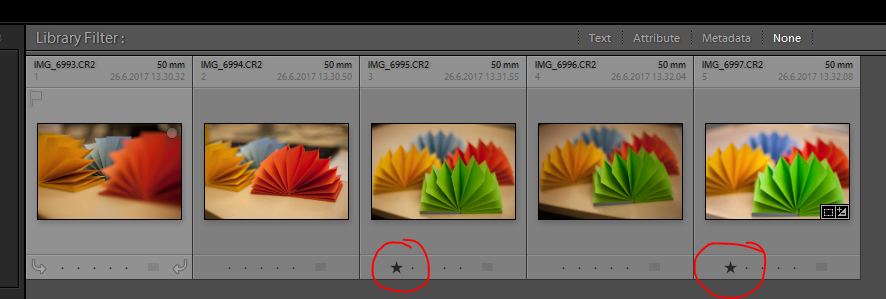 Library Filter :
Text
Attribute
Metadata
None
IMG_6993.CR2 50 mm
1 26.6.2017 13.30.32
IMG_6994.CR2 50 mm
2 26.6.2017 13.30.50
IMG_6995.CR2 50 mm
3 26.6.2017 13.31.55
IMG_6996.CR2 50 mm
4 26.6.2017 13.32.04
IMG_6997.CR2 50 mm
5 26.6.2017 13.32.08